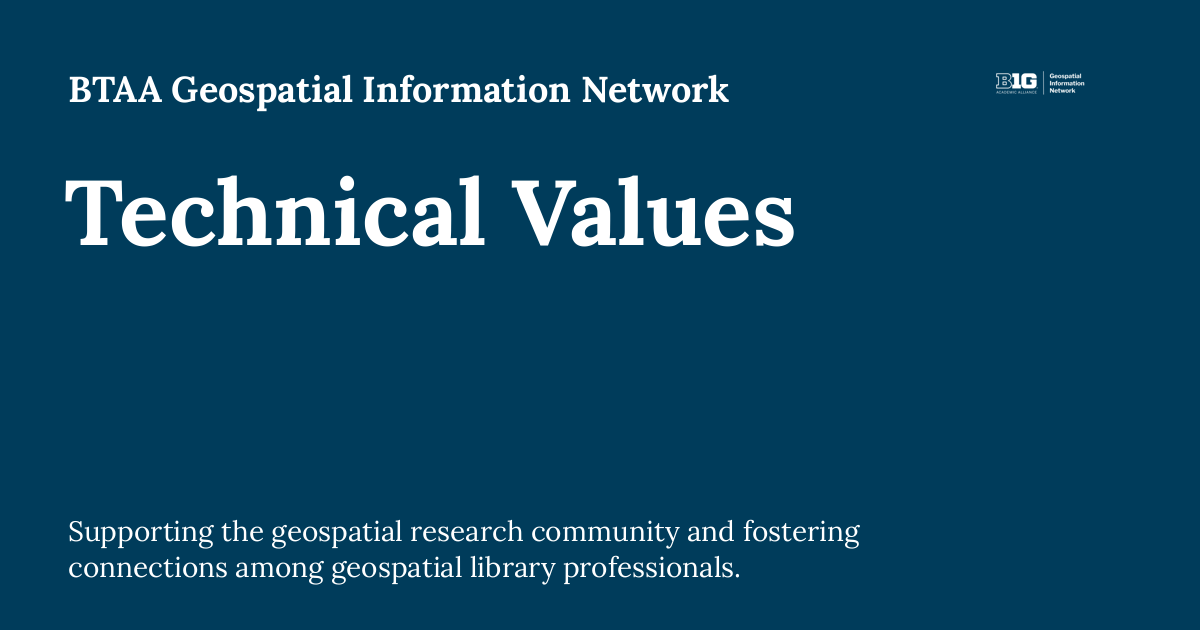 BTAA Geospatial Information Network
B1G
ACADEMIC ALLIANCE
Geospatial
Information
Network
Technical Values
Supporting the geospatial research community and fostering
connections among geospatial library professionals.